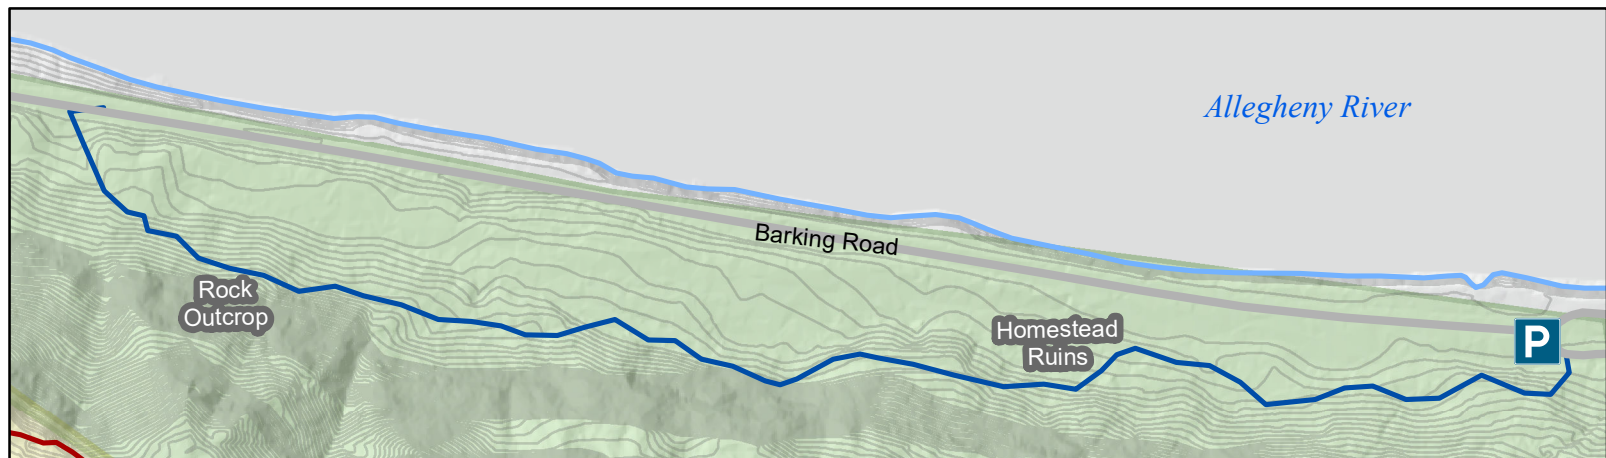 Allegheny River
Barking Road
Rock
Outcrop
Homestead
Ruins
P